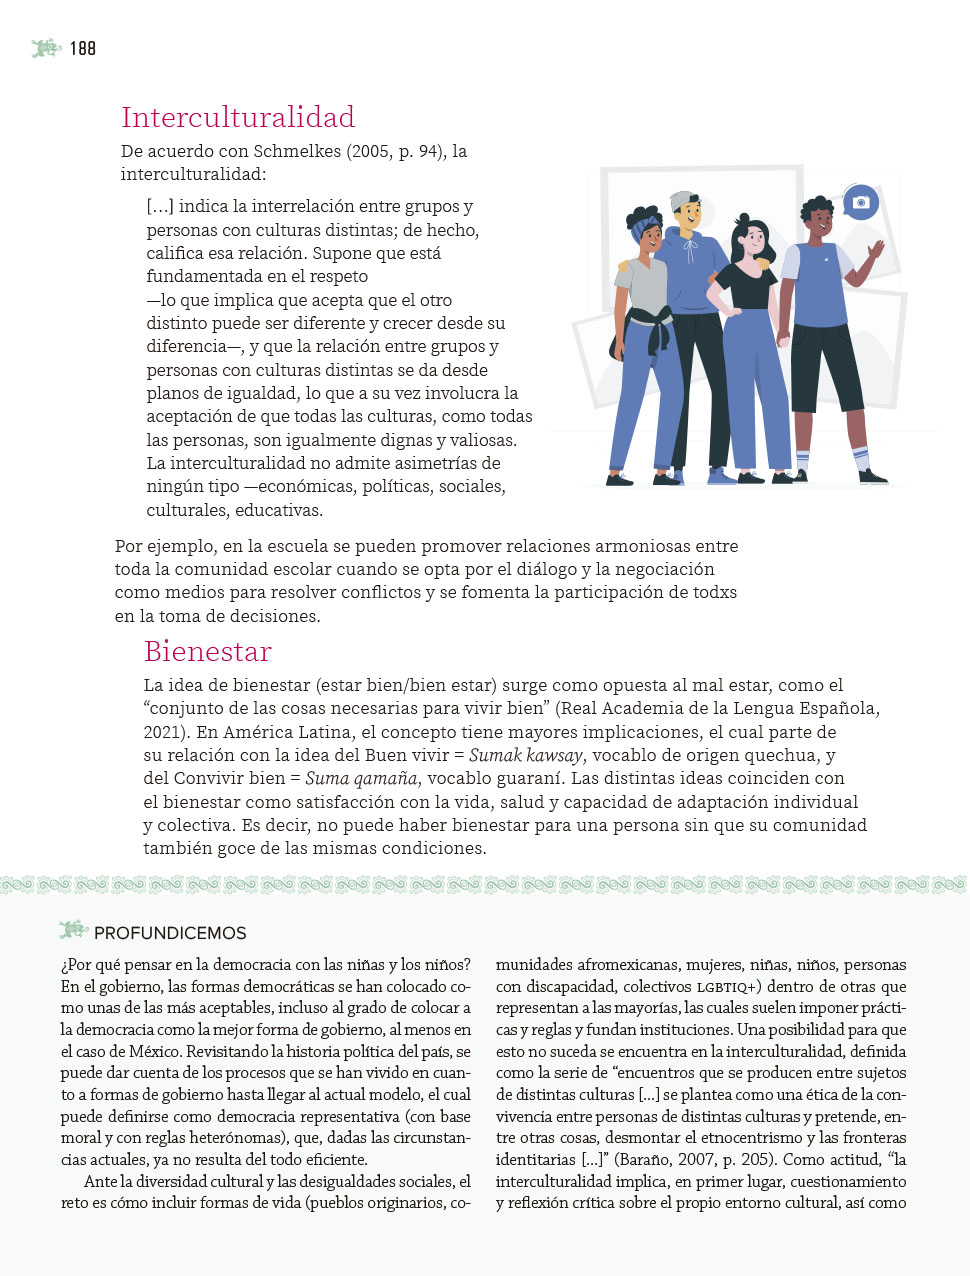 188
Interculturalidad
De acuerdo con Schmelkes (2005, p. 94), la
interculturalidad:
[…] indica la interrelación entre grupos y
personas con culturas distintas; de hecho,
califica esa relación. Supone que está
fundamentada en el respeto
—lo que implica que acepta que el otro
distinto puede ser diferente y crecer desde su
diferencia—, y que la relación entre grupos y
personas con culturas distintas se da desde
planos de igualdad, lo que a su vez involucra la
aceptación de que todas las culturas, como todas
las personas, son igualmente dignas y valiosas.
La interculturalidad no admite asimetrías de
ningún tipo —económicas, políticas, sociales,
culturales, educativas.
Por ejemplo, en la escuela se pueden promover relaciones armoniosas entre
toda la comunidad escolar cuando se opta por el diálogo y la negociación
como medios para resolver conflictos y se fomenta la participación de todxs
en la toma de decisiones.
Bienestar
La idea de bienestar (estar bien/bien estar) surge como opuesta al mal estar, como el
“conjunto de las cosas necesarias para vivir bien” (Real Academia de la Lengua Española,
2021). En América Latina, el concepto tiene mayores implicaciones, el cual parte de
su relación con la idea del Buen vivir = Sumak kawsay, vocablo de origen quechua, y
del Convivir bien = Suma qamaña, vocablo guaraní. Las distintas ideas coinciden con
el bienestar como satisfacción con la vida, salud y capacidad de adaptación individual
y colectiva. Es decir, no puede haber bienestar para una persona sin que su comunidad
también goce de las mismas condiciones.
PROFUNDICEMOS
¿Por qué pensar en la democracia con las niñas y los niños?
En el gobierno, las formas democráticas se han colocado co-
mo unas de las más aceptables, incluso al grado de colocar a
la democracia como la mejor forma de gobierno, al menos en
el caso de México. Revisitando la historia política del país, se
puede dar cuenta de los procesos que se han vivido en cuan-
to a formas de gobierno hasta llegar al actual modelo, el cual
puede definirse como democracia representativa (con base
moral y con reglas heterónomas), que, dadas las circunstan-
cias actuales, ya no resulta del todo eficiente.
Ante la diversidad cultural y las desigualdades sociales, el
reto es cómo incluir formas de vida (pueblos originarios, co-
munidades afromexicanas, mujeres, niñas, niños, personas
con discapacidad, colectivos LGBTIQ+) dentro de otras que
representan a las mayorías, las cuales suelen imponer prácti-
cas y reglas y fundan instituciones. Una posibilidad para que
esto no suceda se encuentra en la interculturalidad, definida
como la serie de “encuentros que se producen entre sujetos
de distintas culturas [...] se plantea como una ética de la con-
vivencia entre personas de distintas culturas y pretende, en-
tre otras cosas, desmontar el etnocentrismo y las fronteras
identitarias [...]” (Baraño, 2007, p. 205). Como actitud, “la
interculturalidad implica, en primer lugar, cuestionamiento
y reflexión crítica sobre el propio entorno cultural, así como